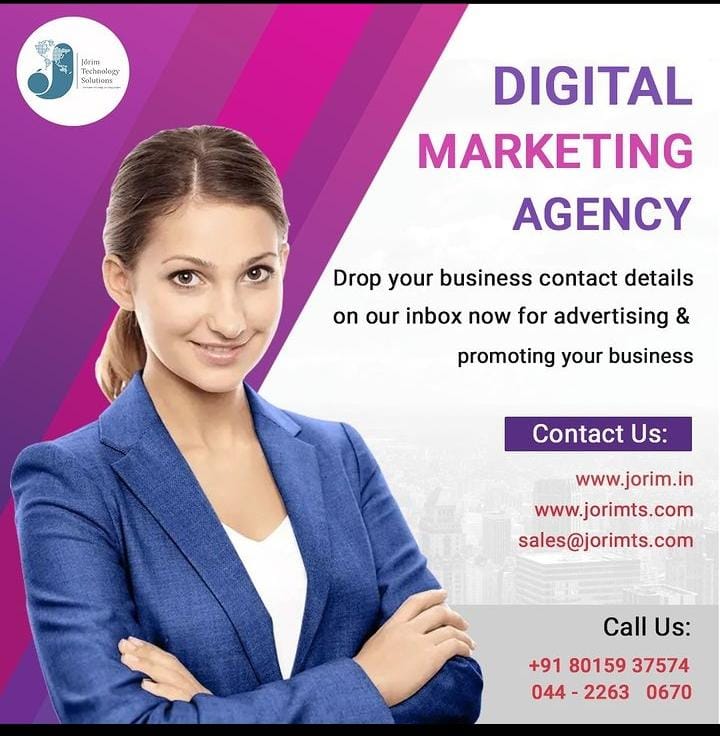 Jórim
Technology
Solutions
DIGITAL
MARKETING
AGENCY
Drop your business contact details
on our inbox now for advertising &
promoting your business
Contact Us:
www.jorim.in
www.jorimts.com
sales@jorimts.com
Call Us:
+91 80159 37574
044 - 2263 0670